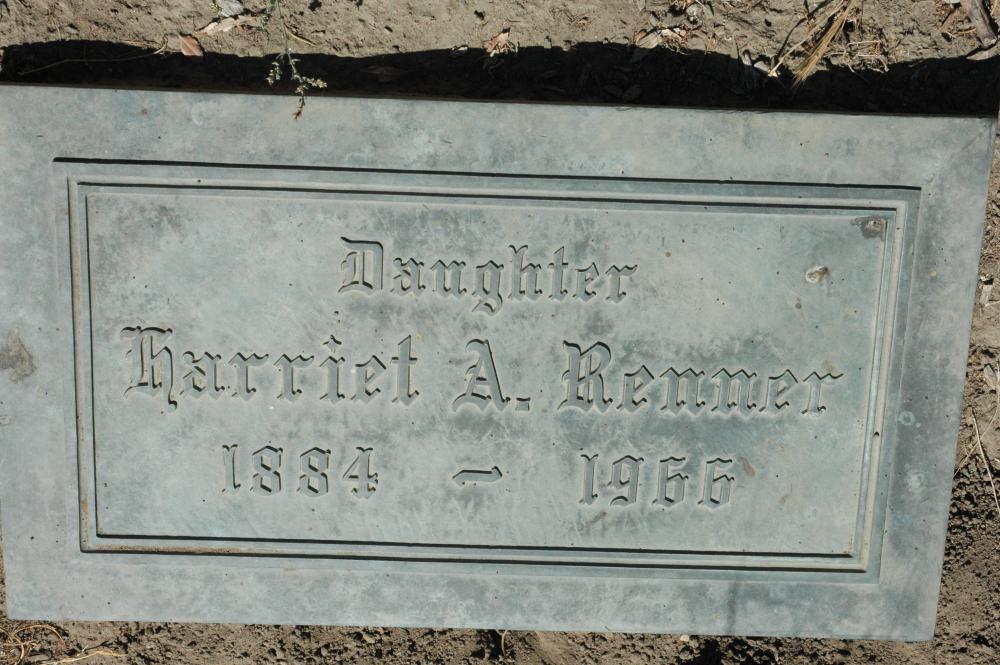 Daughter
Harriet A. Renner
1884 - 1966